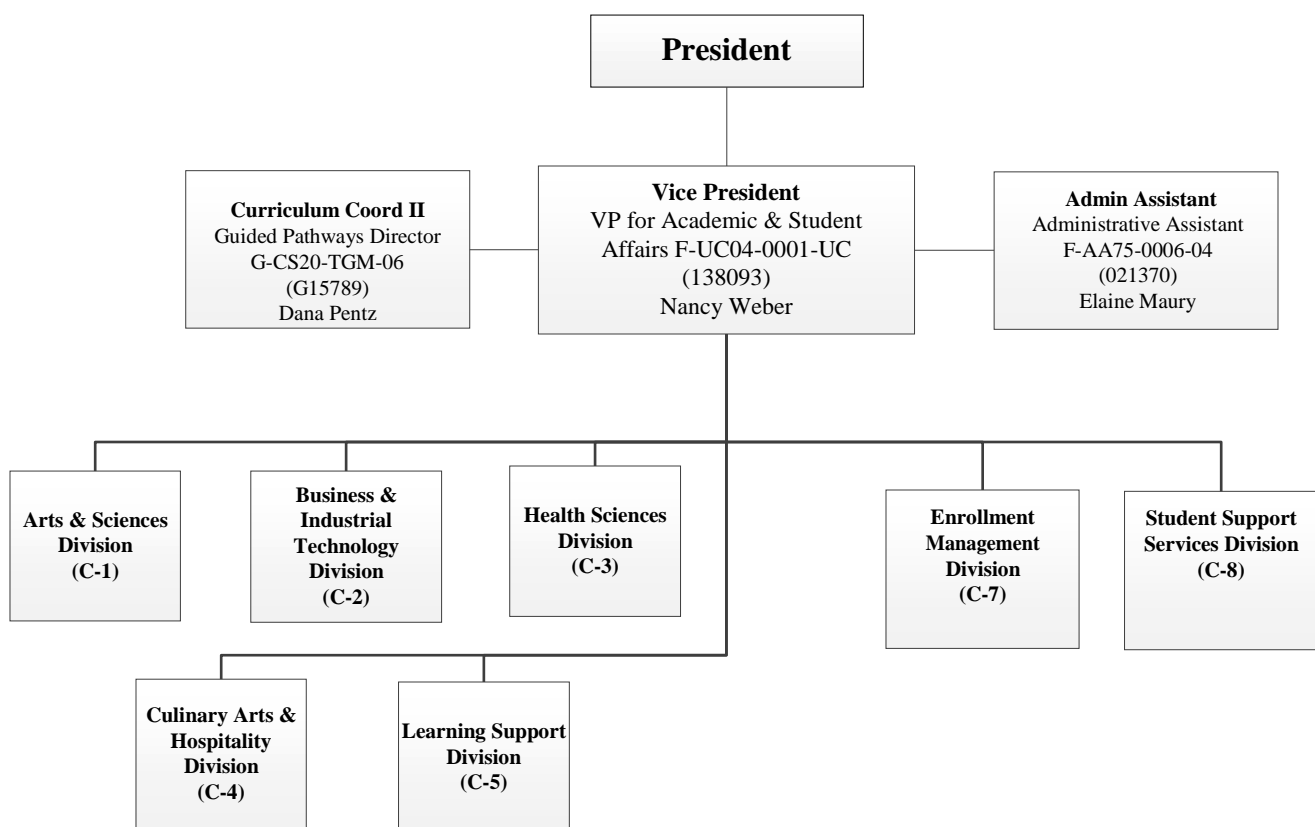 President
Curriculum Coord II
Guided Pathways Director
G-CS20-TGM-06
(G15789)
Dana Pentz
Vice President
VP for Academic & Student
Affairs F-UC04-0001-UC
(138093)
Nancy Weber
Admin Assistant
Administrative Assistant
F-AA75-0006-04
(021370)
Elaine Maury
Arts & Sciences
Division
(C-1)
Business &
Industrial
Technology
Division
(C-2)
Health Sciences
Division
(C-3)
Enrollment
Management
Division
(C-7)
Student Support
Services Division
(C-8)
Culinary Arts &
Hospitality
Division
(C-4)
Learning Support
Division
(C-5)